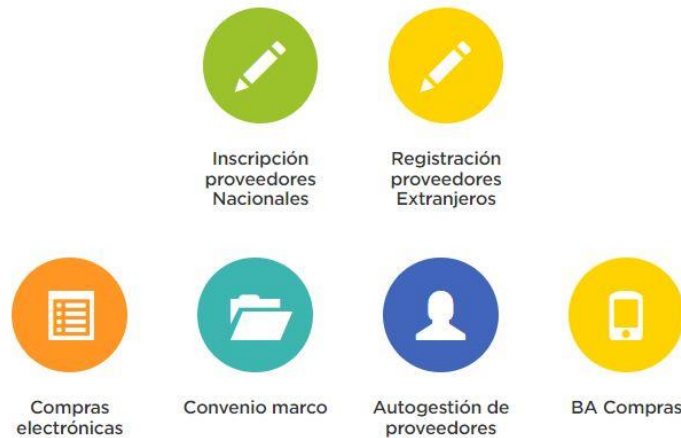 Inscripción
proveedores
Nacionales
Registración
proveedores
Extranjeros
Compras
electrónicas
Convenio marco
Autogestión de
proveedores
BA Compras